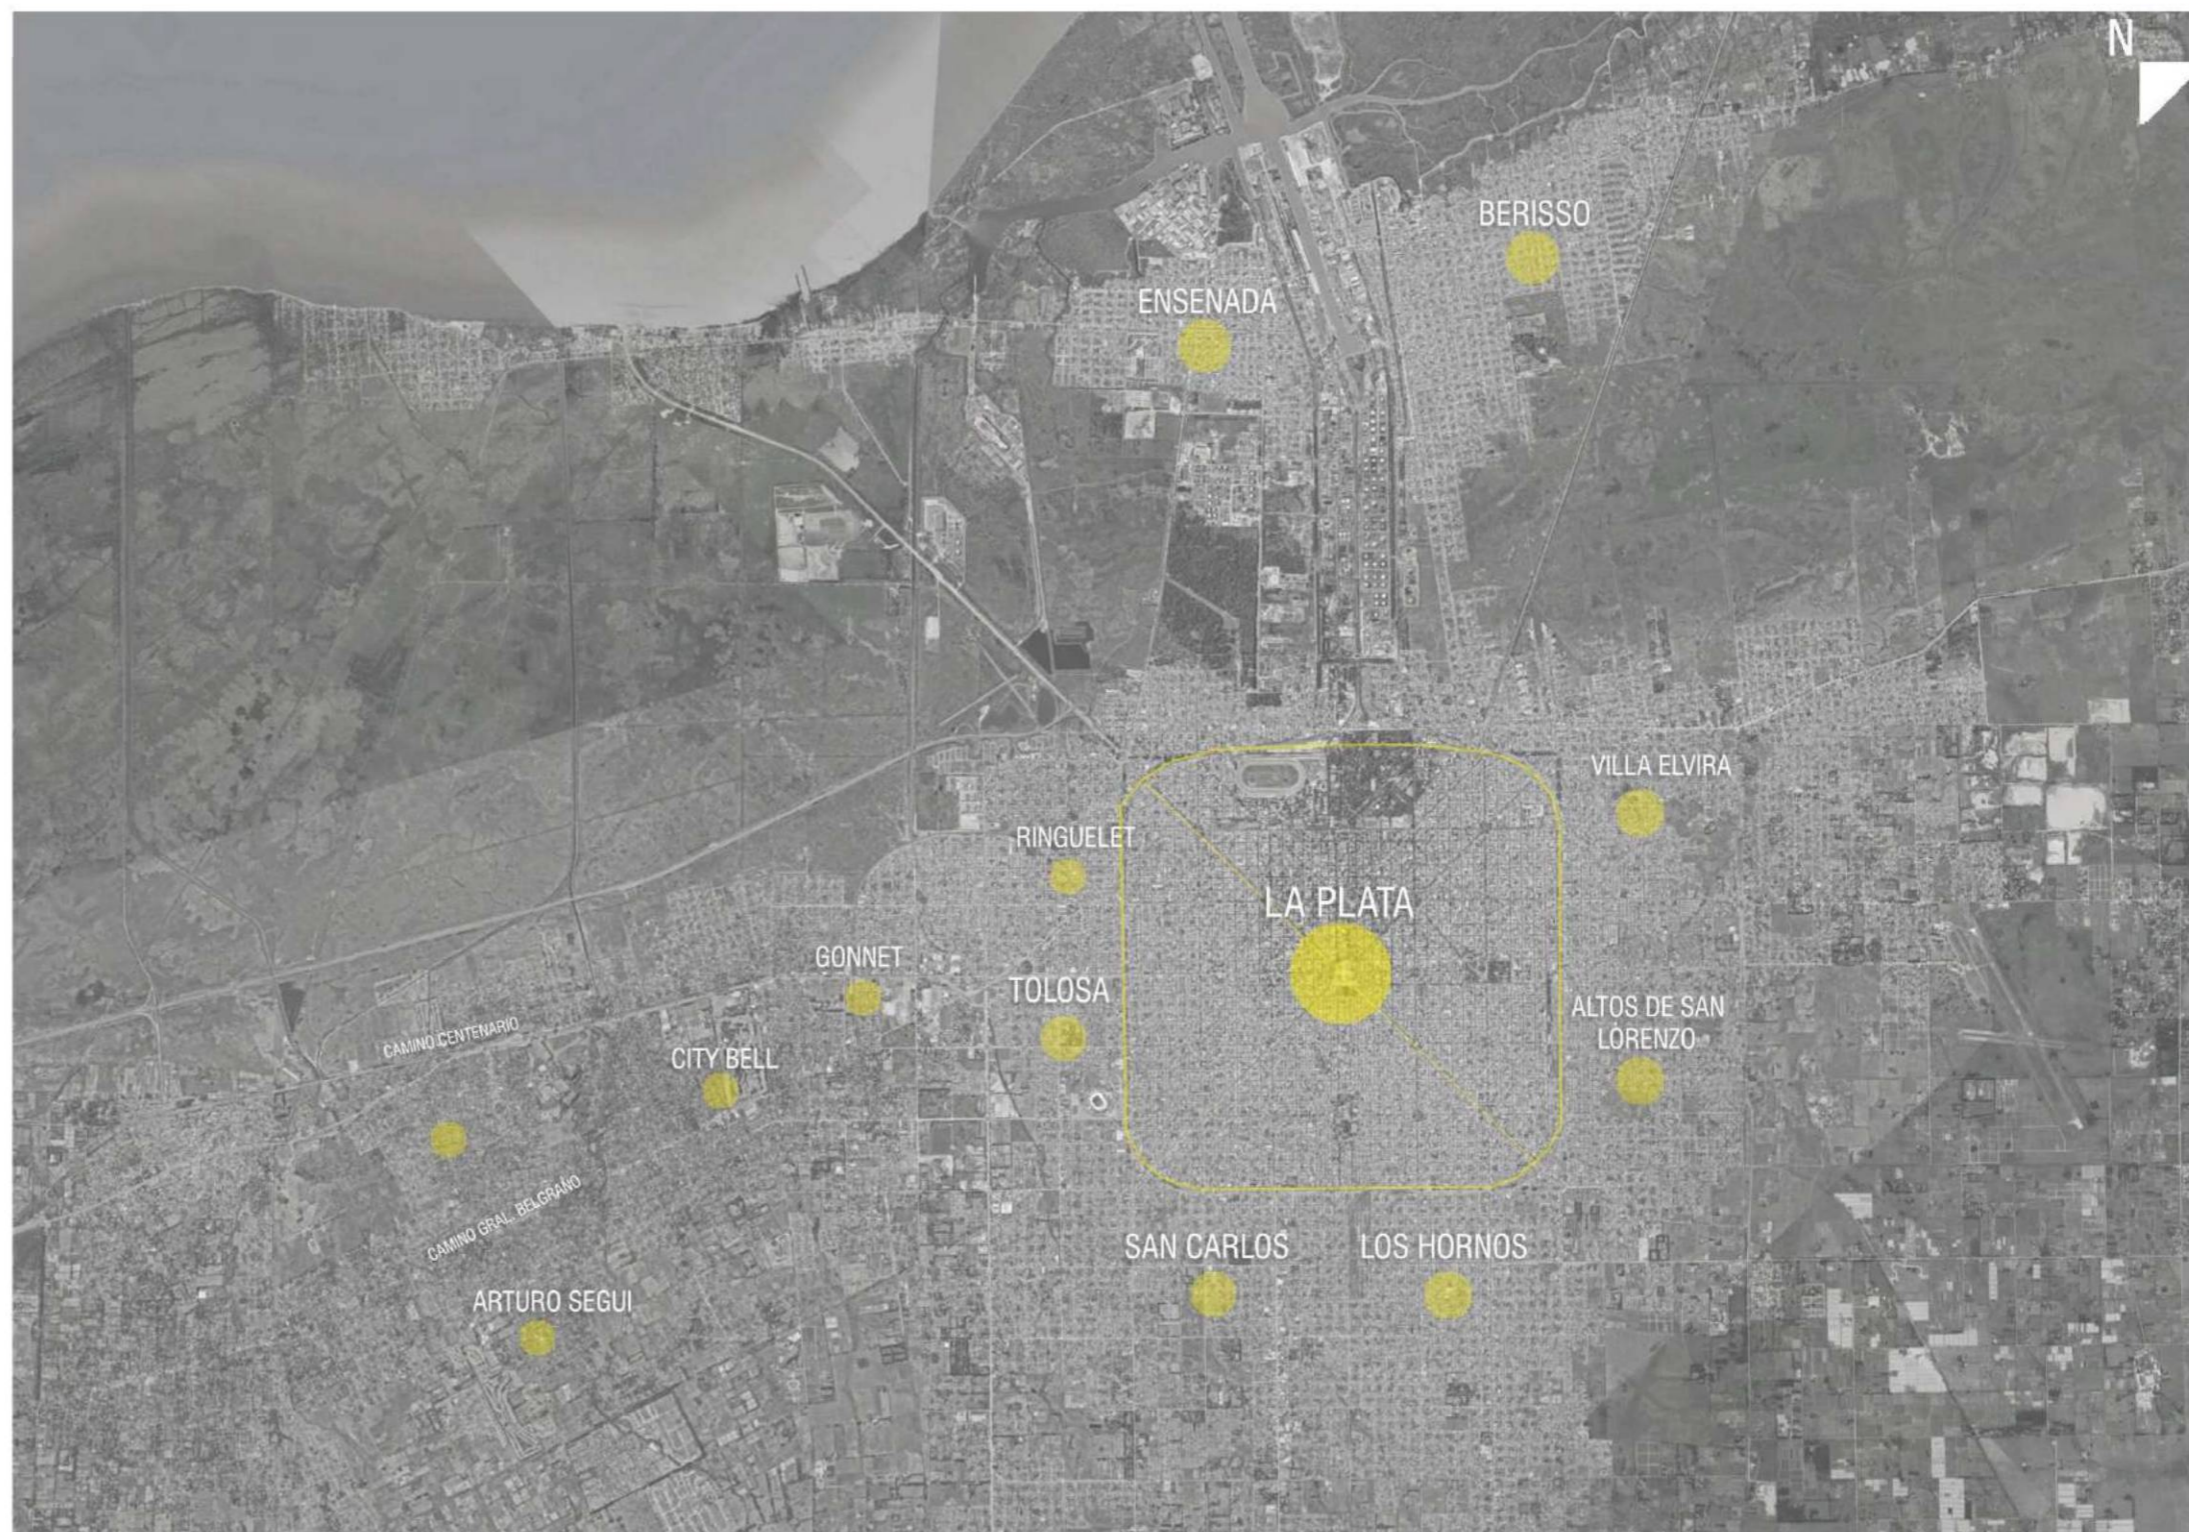 N
BERISSO
ENSENADA
VILLA ELVIRA
RINGUELET
LA PLATA
GONNET
TOLOSA
ALTOS DE SAN
LORENZO
CAMINO CENTENARIO
CITY BELL
CAMINO GRAL. BELGRANO
SAN CARLOS
LOS HORNOS
ARTURO SEGUI